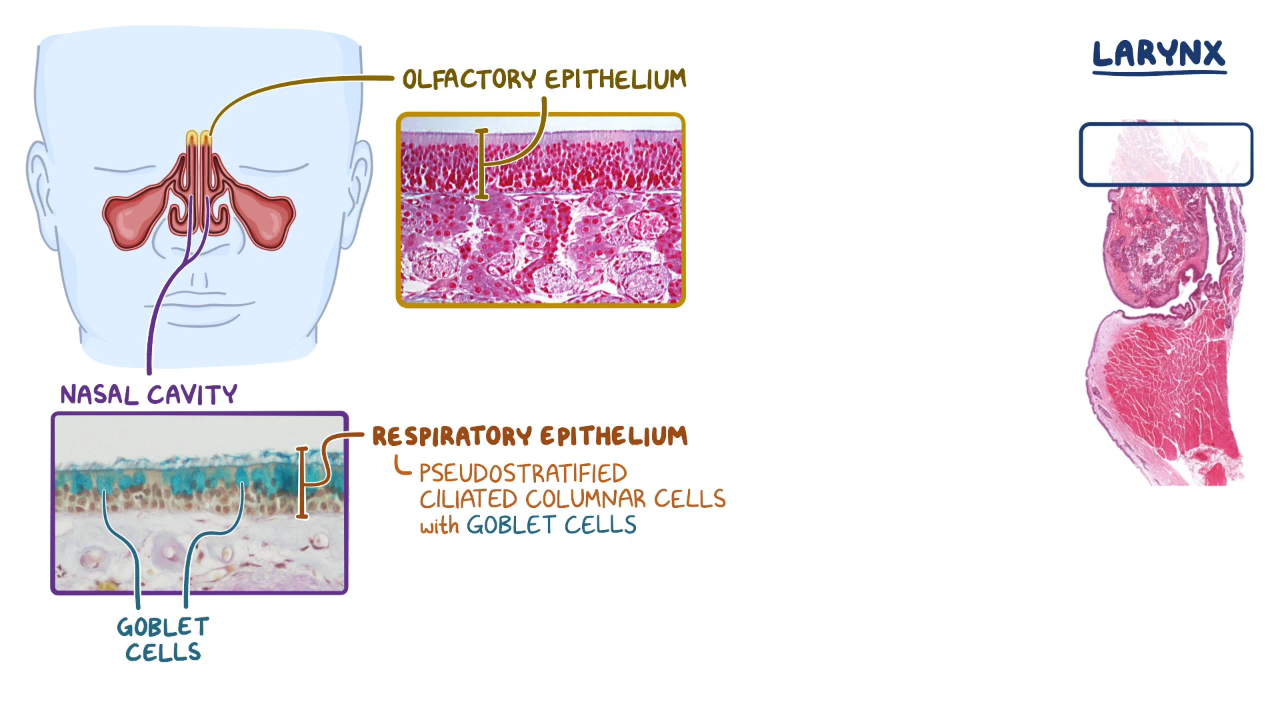 OLFACTORY EPITHELIUM
NASAL CAVITY
RESPIRATORY EPITHELIUM
PSEUDOSTRATIFIED
CILIATED COLUMNAR CELLS
with GOBLET CELLS
GOBLET
CELLS
LARYNX